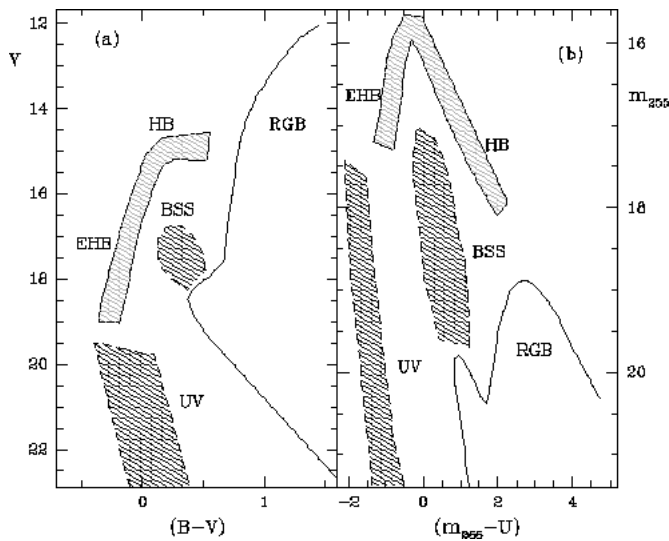 12
14
16
18
20
22
V
(a)
HB
RGB
BSS
EHB
UV
0
1
(B-V)
(b)
EHB
HB
BSS
RGB
UV
16
18
20
m₂₅₅
-2
0
2
4
(m₂₅₅-U)